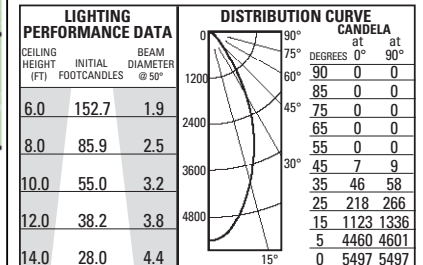 LIGHTING
PERFORMANCE DATA
CEILING HEIGHT (FT) INITIAL FOOTCANDLES BEAM DIAMETER @ 50°
6.0 152.7 1.9
8.0 85.9 2.5
10.0 55.0 3.2
12.0 38.2 3.8
14.0 28.0 4.4
DISTRIBUTION CURVE
0
1200
2400
3600
4800
90°
75°
60°
45°
30°
15°
CANDELA
at at
DEGREES 0° 90°
90 0 0
85 0 0
75 0 0
65 0 0
55 0 0
45 7 9
35 46 58
25 218 266
15 1123 1336
5 4460 4601
0 5497 5497